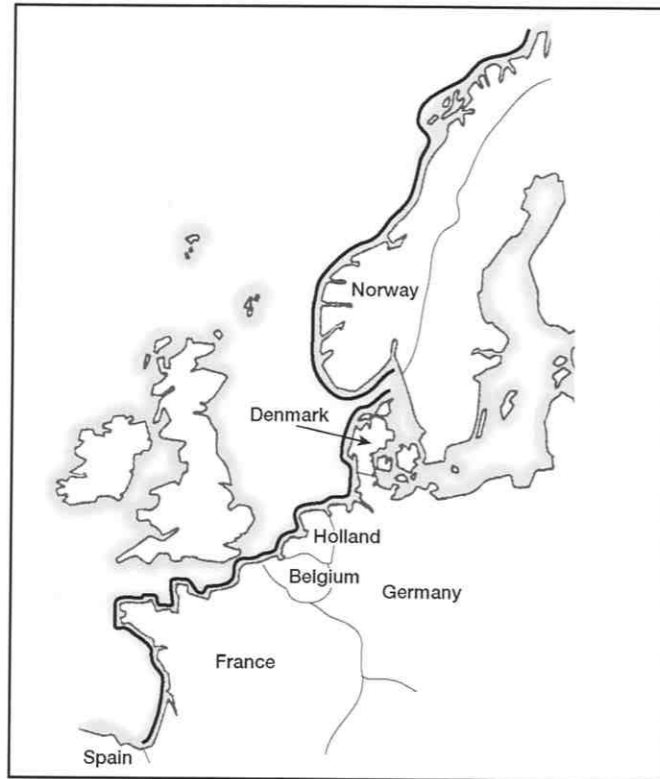 Norway
Denmark
Holland
Belgium
Germany
France
Spain